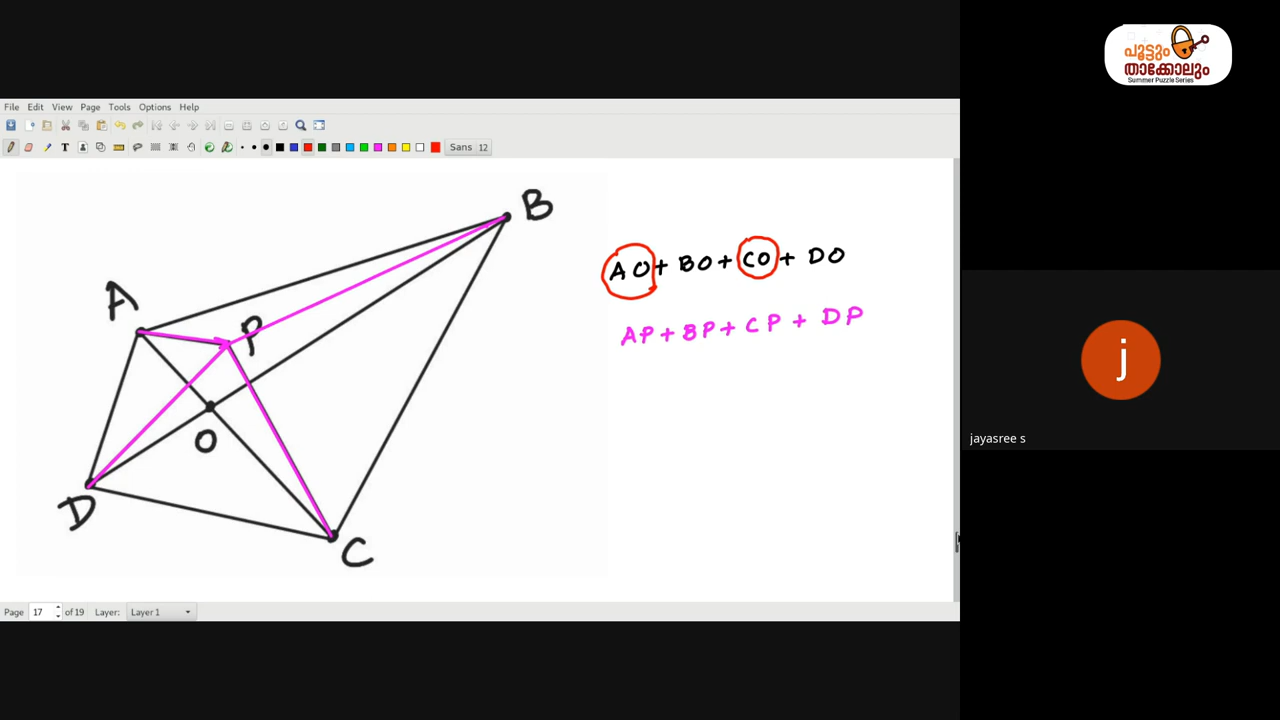 പൂട്ടും
താക്കോലും
Summer Puzzle Series
File Edit View Page Tools Options Help
T Sans 12
B
A
P
O
D
C
AO + BO + CO + DO
AP + BP + CP + DP
j
jayasree s
Page 17 of 19 Layer: Layer 1